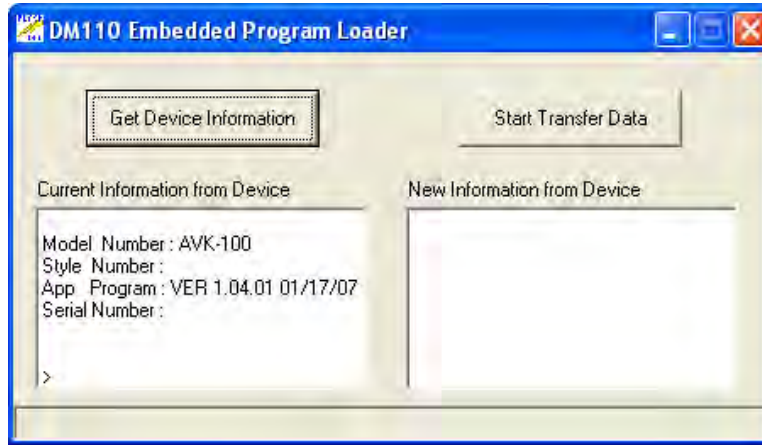 DM110 Embedded Program Loader
Get Device Information
Start Transfer Data
Current Information from Device
New Information from Device
Model Number : AVK-100
Style Number :
App Program : VER 1.04.01 01/17/07
Serial Number :
>